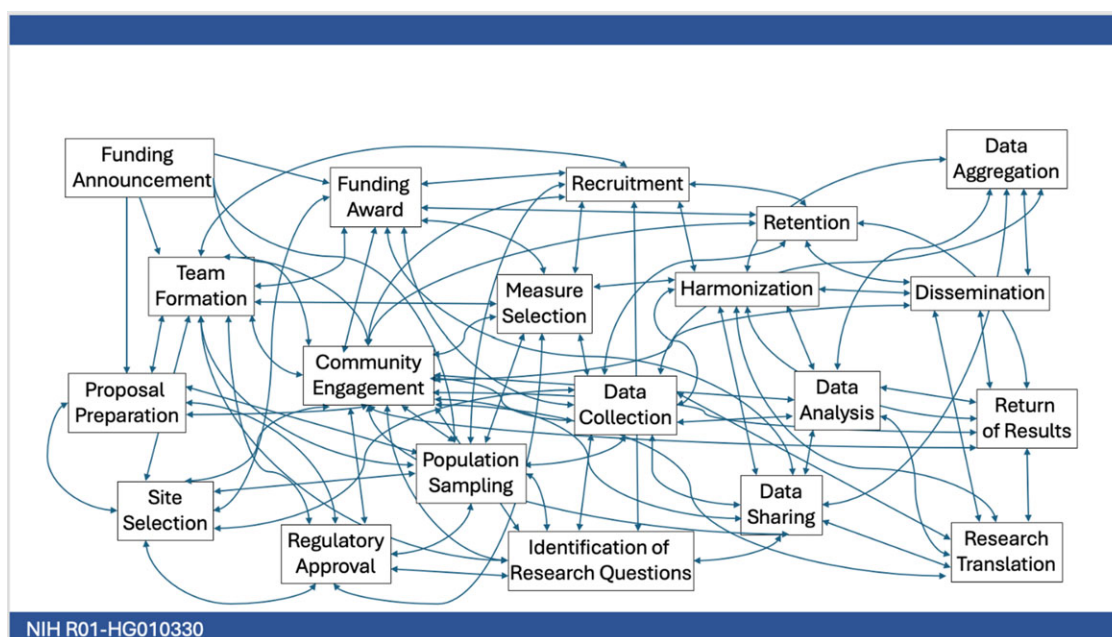 Funding
Announcement
Funding
Award
Recruitment
Data
Aggregation
Retention
Team
Formation
Measure
Selection
Harmonization
Dissemination
Community
Engagement
Proposal
Preparation
Data
Collection
Data
Analysis
Return
of Results
Population
Sampling
Site
Selection
Data
Sharing
Regulatory
Approval
Identification of
Research Questions
Research
Translation
NIH R01-HG010330